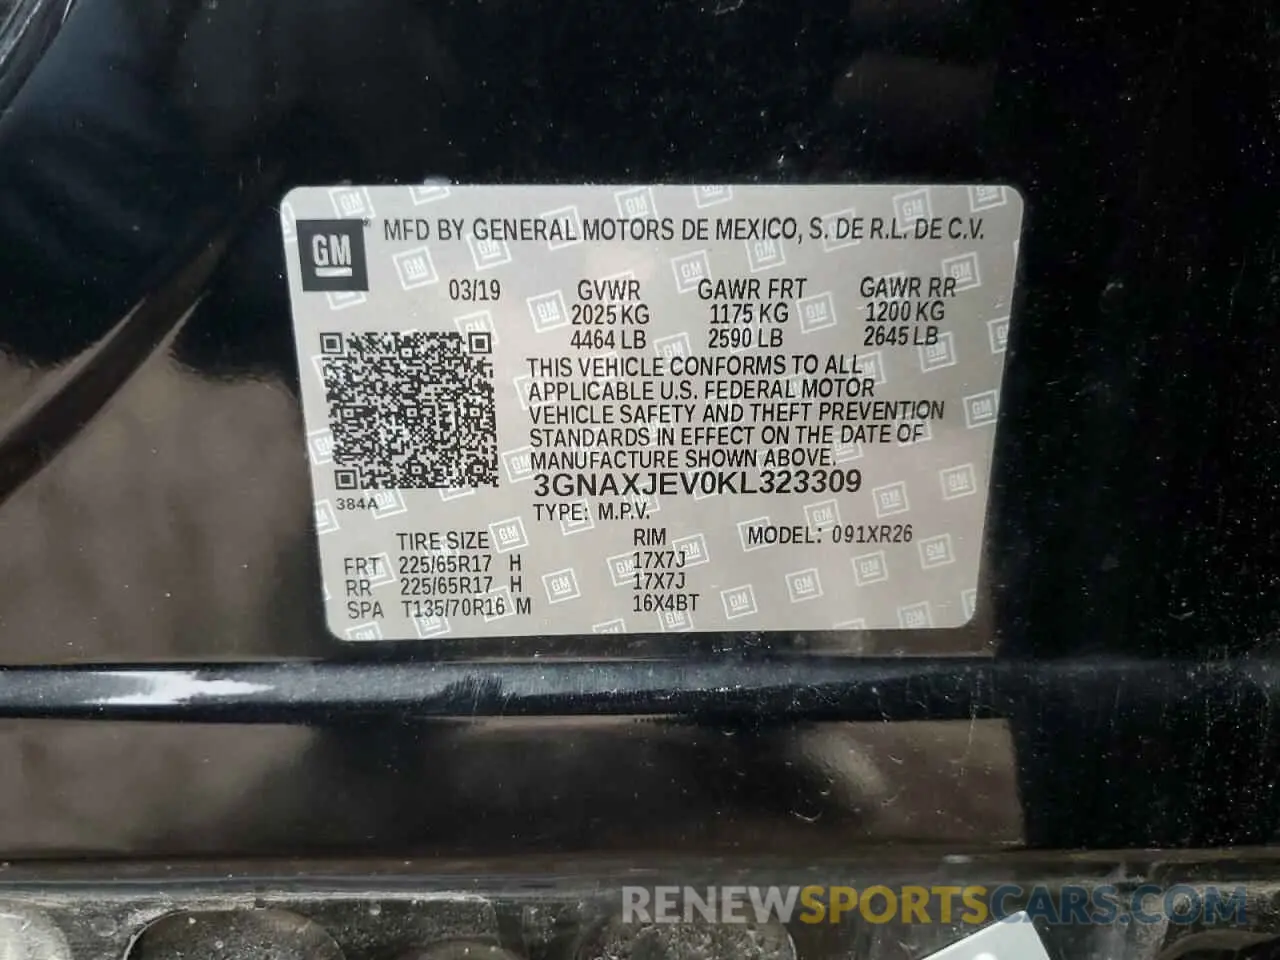 GM MFD BY GENERAL MOTORS DE MEXICO, S. DE R.L. DE C.V.
03/19 GVWR GAWR FRT GAWR RR
2025 KG 1175 KG 1200 KG
4464 LB 2590 LB 2645 LB
THIS VEHICLE CONFORMS TO ALL
APPLICABLE U.S. FEDERAL MOTOR
VEHICLE SAFETY AND THEFT PREVENTION
STANDARDS IN EFFECT ON THE DATE OF
MANUFACTURE SHOWN ABOVE.
384A 3GNAXJEV0KL323309
TYPE: M.P.V.
TIRE SIZE RIM MODEL: 091XR26
FRT 225/65R17 H 17X7J
RR 225/65R17 H 17X7J
SPA T135/70R16 M 16X4BT
RENEWSPORTSCARS.COM